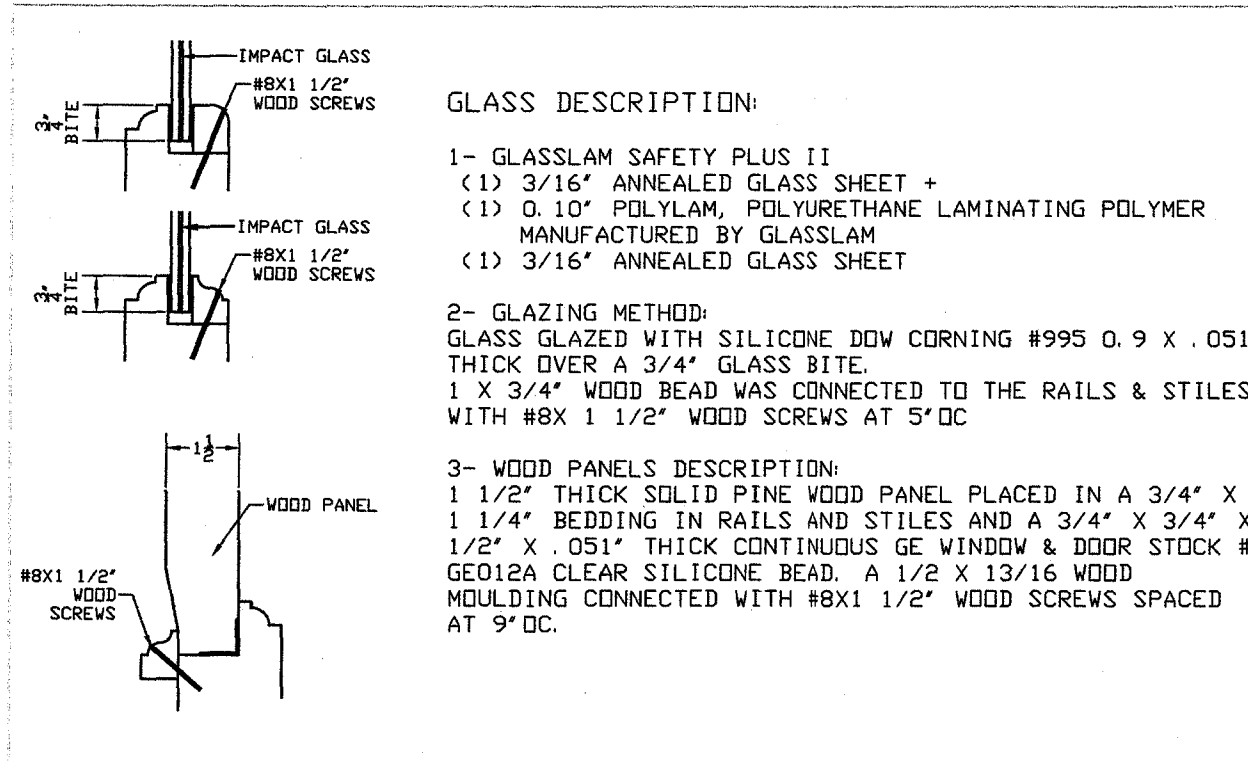 IMPACT GLASS
#8X1 1/2"
WOOD SCREWS
3/4"
BITE
IMPACT GLASS
#8X1 1/2"
WOOD SCREWS
3/4"
BITE
1 1/2
WOOD PANEL
#8X1 1/2"
WOOD
SCREWS
GLASS DESCRIPTION:
1- GLASSLAM SAFETY PLUS II
(1) 3/16" ANNEALED GLASS SHEET +
(1) 0.10" POLYLAM, POLYURETHANE LAMINATING POLYMER
MANUFACTURED BY GLASSLAM
(1) 3/16" ANNEALED GLASS SHEET
2- GLAZING METHOD:
GLASS GLAZED WITH SILICONE DOW CORNING #995 0.9 X .051
THICK OVER A 3/4" GLASS BITE.
1 X 3/4" WOOD BEAD WAS CONNECTED TO THE RAILS & STILES
WITH #8X 1 1/2" WOOD SCREWS AT 5" OC
3- WOOD PANELS DESCRIPTION:
1 1/2" THICK SOLID PINE WOOD PANEL PLACED IN A 3/4" X
1 1/4" BEDDING IN RAILS AND STILES AND A 3/4" X 3/4" X
1/2" X .051" THICK CONTINUOUS GE WINDOW & DOOR STOCK #
GE012A CLEAR SILICONE BEAD. A 1/2 X 13/16 WOOD
MOULDING CONNECTED WITH #8X1 1/2" WOOD SCREWS SPACED
AT 9" OC.